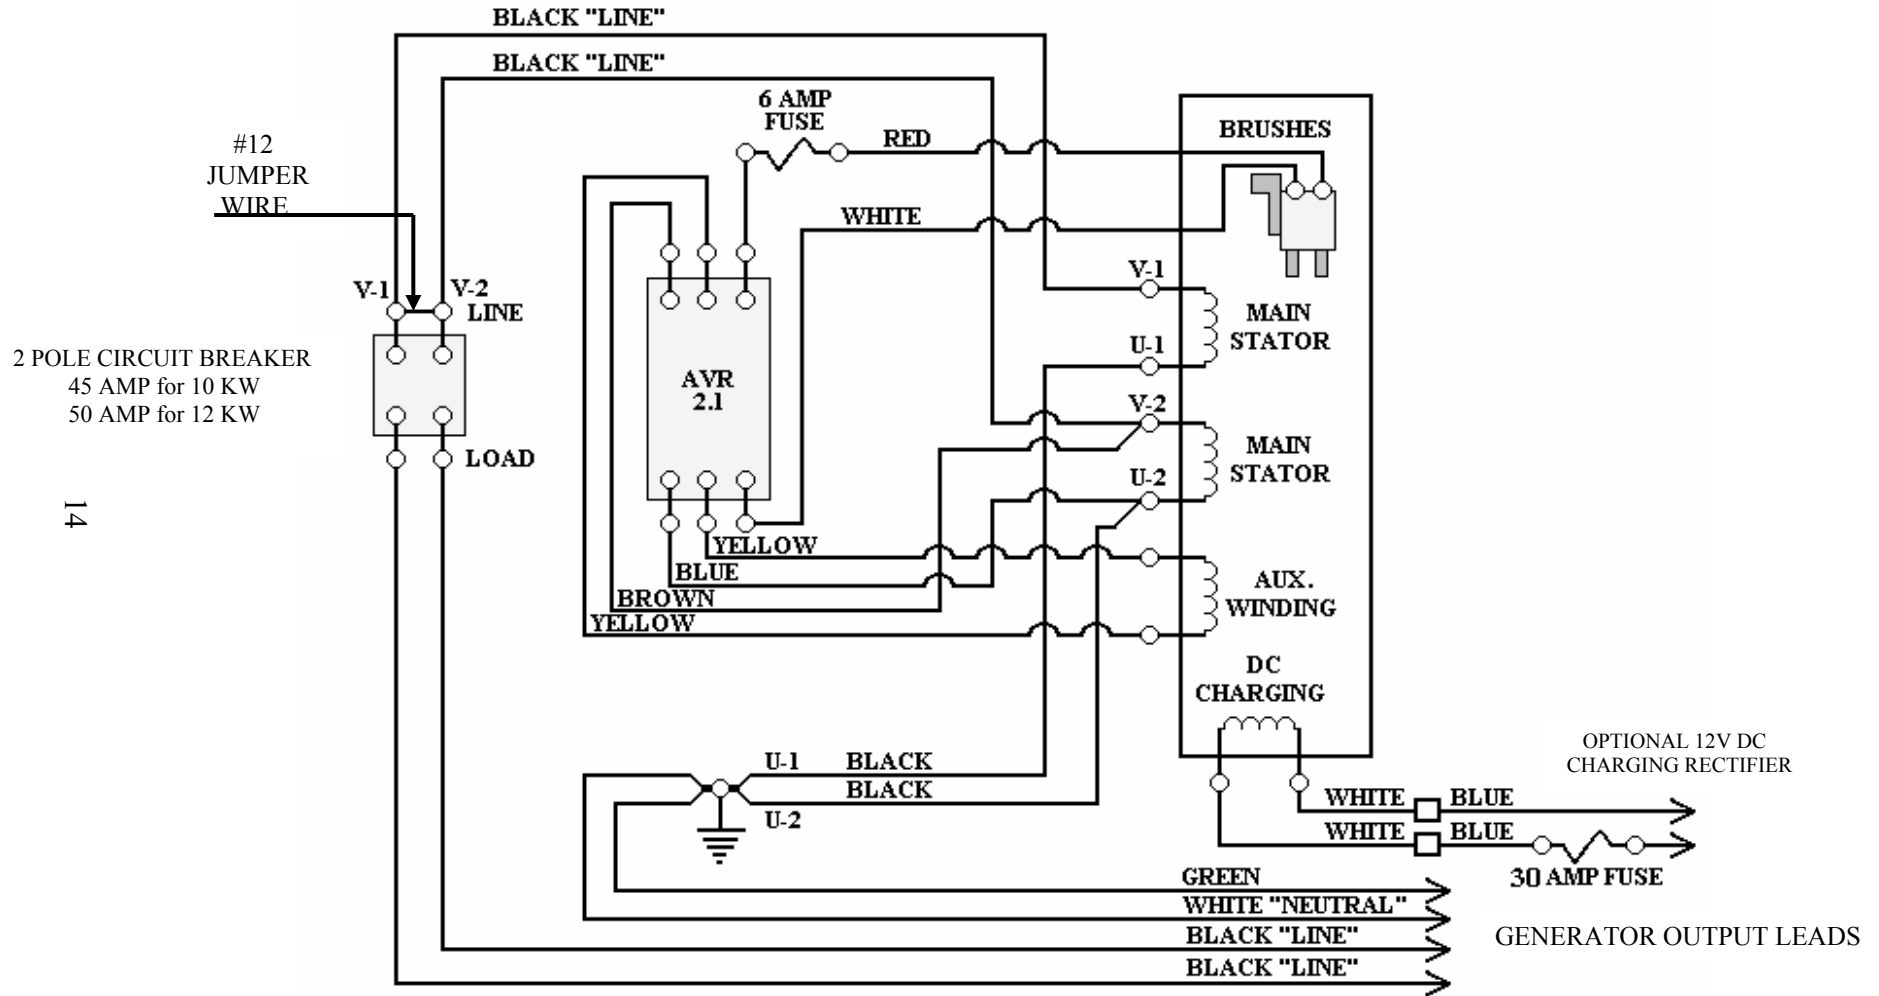 BLACK "LINE"
BLACK "LINE"
6 AMP
FUSE
RED
BRUSHES
#12
JUMPER
WIRE
WHITE
V-1
V-2
LINE
V-1
MAIN
STATOR
U-1
2 POLE CIRCUIT BREAKER
45 AMP for 10 KW
50 AMP for 12 KW
AVR
2.1
V-2
MAIN
STATOR
LOAD
U-2
14
YELLOW
BLUE
BROWN
YELLOW
AUX.
WINDING
DC
CHARGING
U-1
BLACK
BLACK
U-2
OPTIONAL 12V DC
CHARGING RECTIFIER
WHITE
BLUE
WHITE
BLUE
30 AMP FUSE
GREEN
WHITE "NEUTRAL"
BLACK "LINE"
BLACK "LINE"
GENERATOR OUTPUT LEADS